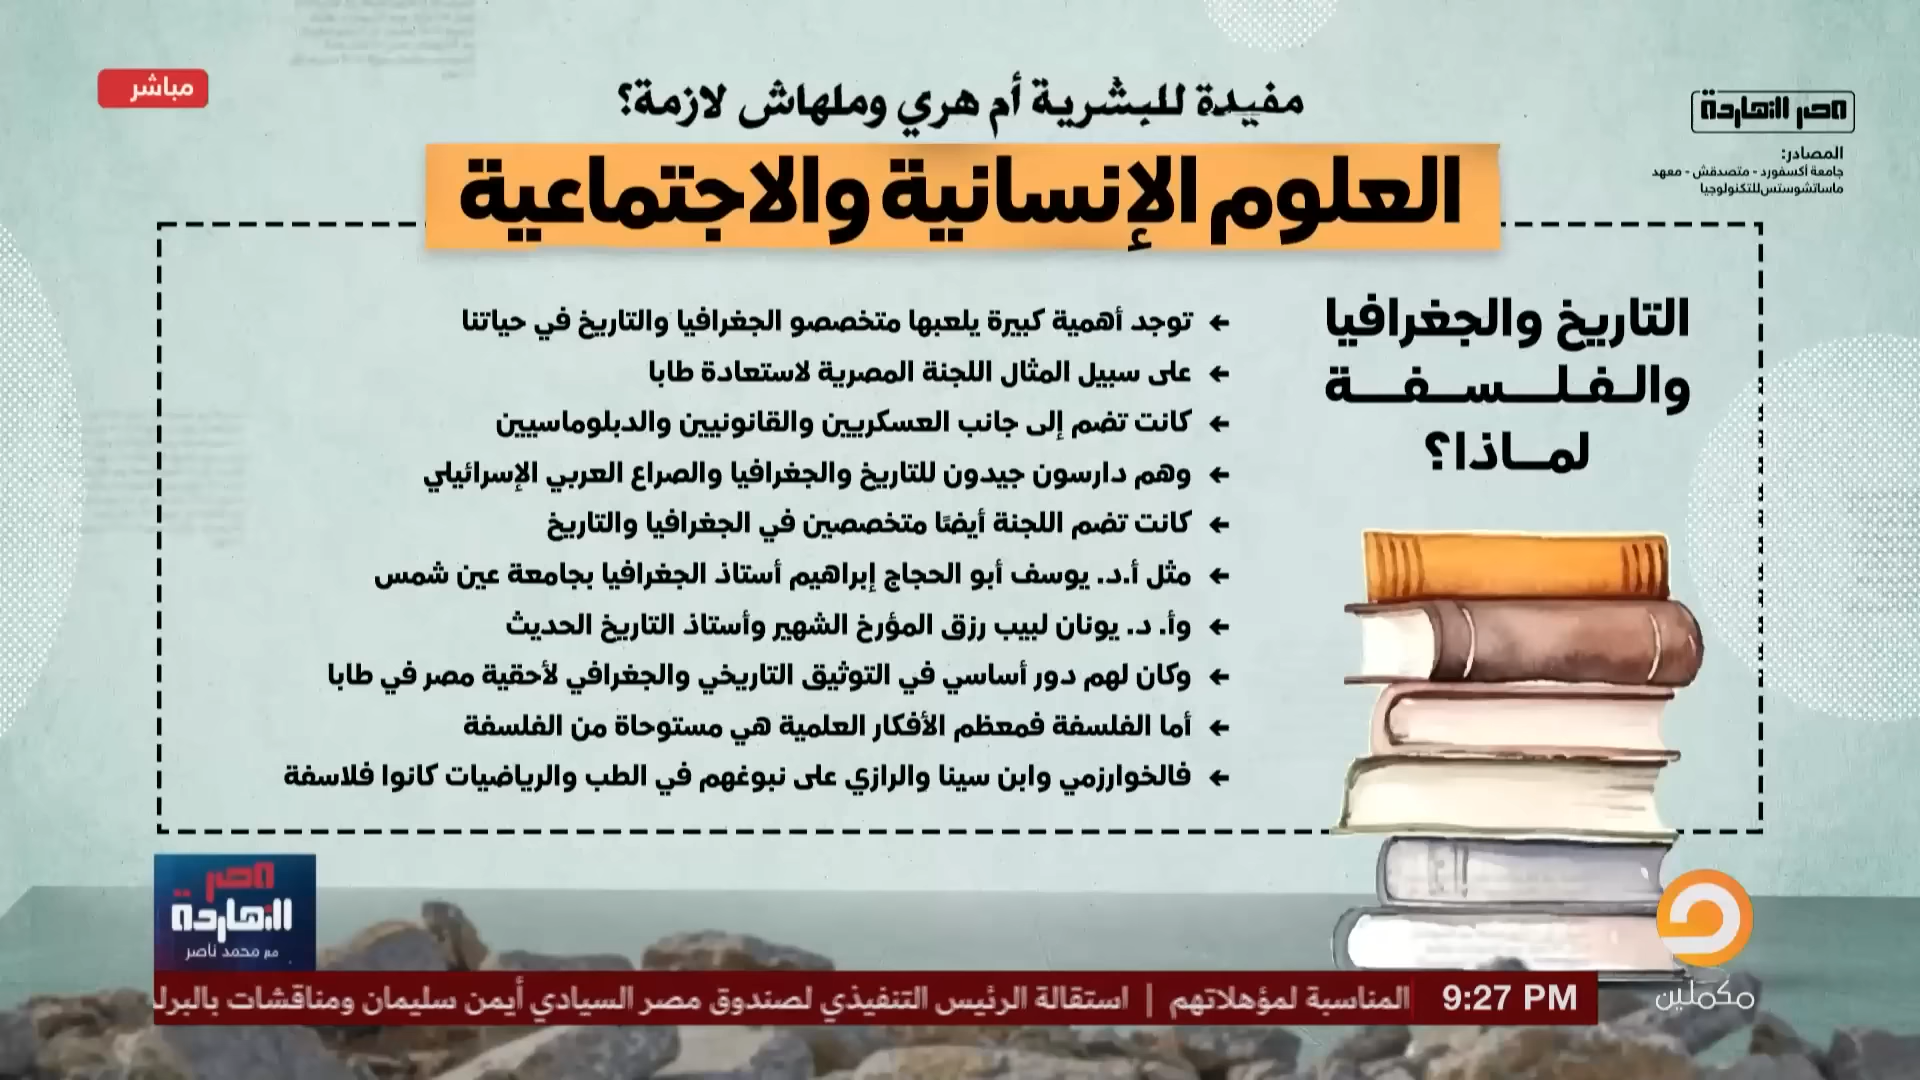 مباشر
مفيدة للبشرية أم هري وملهاش لازمة؟
مصر النهاردة
العلوم الإنسانية والاجتماعية
المصادر:
جامعة أكسفورد - متصدقش - معهد
ماساتشوستس للتكنولوجيا
التاريخ والجغرافيا
والفلسفة
لماذا؟
← توجد أهمية كبيرة يلعبها متخصصو الجغرافيا والتاريخ في حياتنا
← على سبيل المثال اللجنة المصرية لاستعادة طابا
← كانت تضم إلى جانب العسكريين والقانونيين والدبلوماسيين
← وهم دارسون جيدون للتاريخ والجغرافيا والصراع العربي الإسرائيلي
← كانت تضم اللجنة أيضًا متخصصين في الجغرافيا والتاريخ
← مثل أ.د. يوسف أبو الحجاج إبراهيم أستاذ الجغرافيا بجامعة عين شمس
← وأ. د. يونان لبيب رزق المؤرخ الشهير وأستاذ التاريخ الحديث
← وكان لهم دور أساسي في التوثيق التاريخي والجغرافي لأحقية مصر في طابا
← أما الفلسفة فمعظم الأفكار العلمية هي مستوحاة من الفلسفة
← فالخوارزمي وابن سينا والرازي على نبوغهم في الطب والرياضيات كانوا فلاسفة
مصر
النهاردة
مع محمد ناصر
9:27 PM المناسبة لمؤهلاتهم | استقالة الرئيس التنفيذي لصندوق مصر السيادي أيمن سليمان ومناقشات بالبرل
مكملين